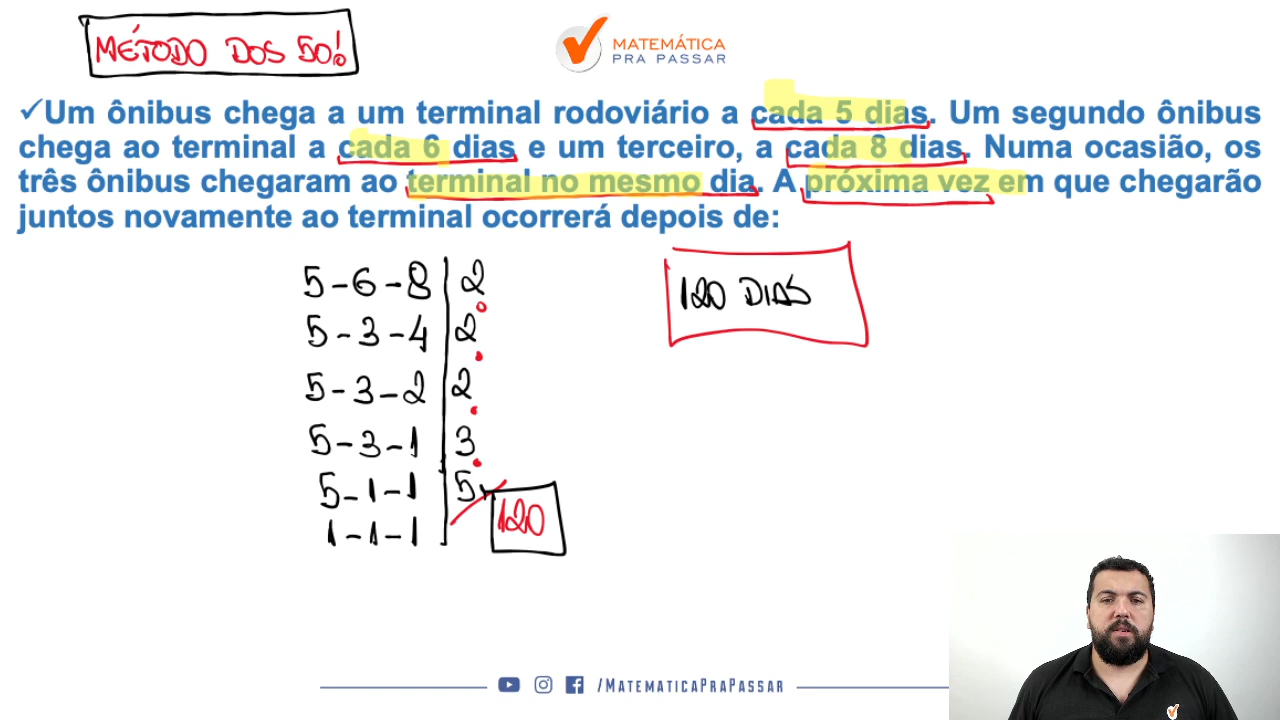 MÉTODO DOS 50!
MATEMÁTICA
PRA PASSAR
✓Um ônibus chega a um terminal rodoviário a cada 5 dias. Um segundo ônibus
chega ao terminal a cada 6 dias e um terceiro, a cada 8 dias. Numa ocasião, os
três ônibus chegaram ao terminal no mesmo dia. A próxima vez em que chegarão
juntos novamente ao terminal ocorrerá depois de:
5-6-8 | 2
5-3-4 | 2
5-3-2 | 2
5-3-1 | 3
5-1-1 | 5
1-1-1 | 120
120 DIAS
/MATEMATICAPRAPASSAR